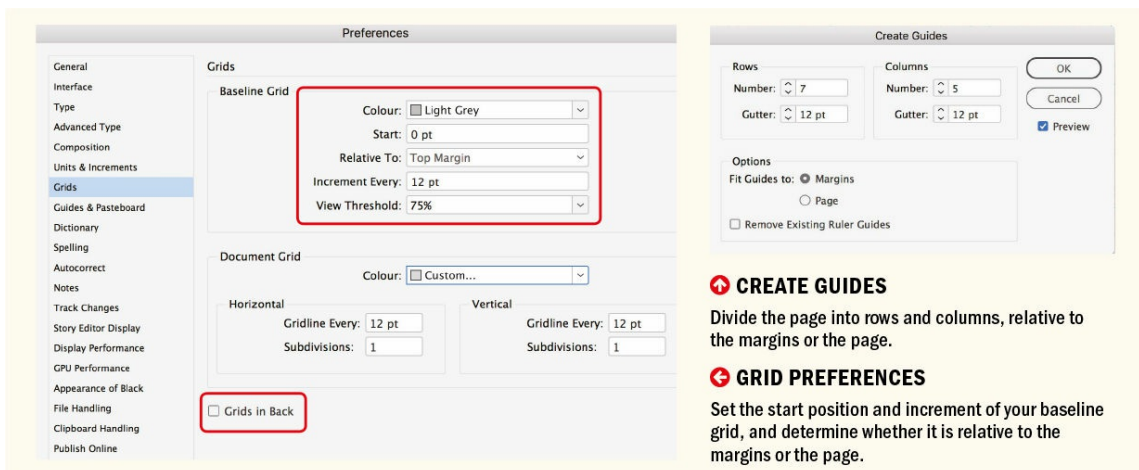 Preferences
General
Interface
Type
Advanced Type
Composition
Units & Increments
Grids
Guides & Pasteboard
Dictionary
Spelling
Autocorrect
Notes
Track Changes
Story Editor Display
Display Performance
GPU Performance
Appearance of Black
File Handling
Clipboard Handling
Publish Online
Grids
Baseline Grid
Colour: Light Grey
Start: 0 pt
Relative To: Top Margin
Increment Every: 12 pt
View Threshold: 75%
Document Grid
Colour: Custom...
Horizontal
Gridline Every: 12 pt
Subdivisions: 1
Vertical
Gridline Every: 12 pt
Subdivisions: 1
Grids in Back
Create Guides
Rows
Number: 7
Gutter: 12 pt
Columns
Number: 5
Gutter: 12 pt
OK
Cancel
Preview
Options
Fit Guides to: Margins
Page
Remove Existing Ruler Guides
CREATE GUIDES
Divide the page into rows and columns, relative to
the margins or the page.
GRID PREFERENCES
Set the start position and increment of your baseline
grid, and determine whether it is relative to the
margins or the page.